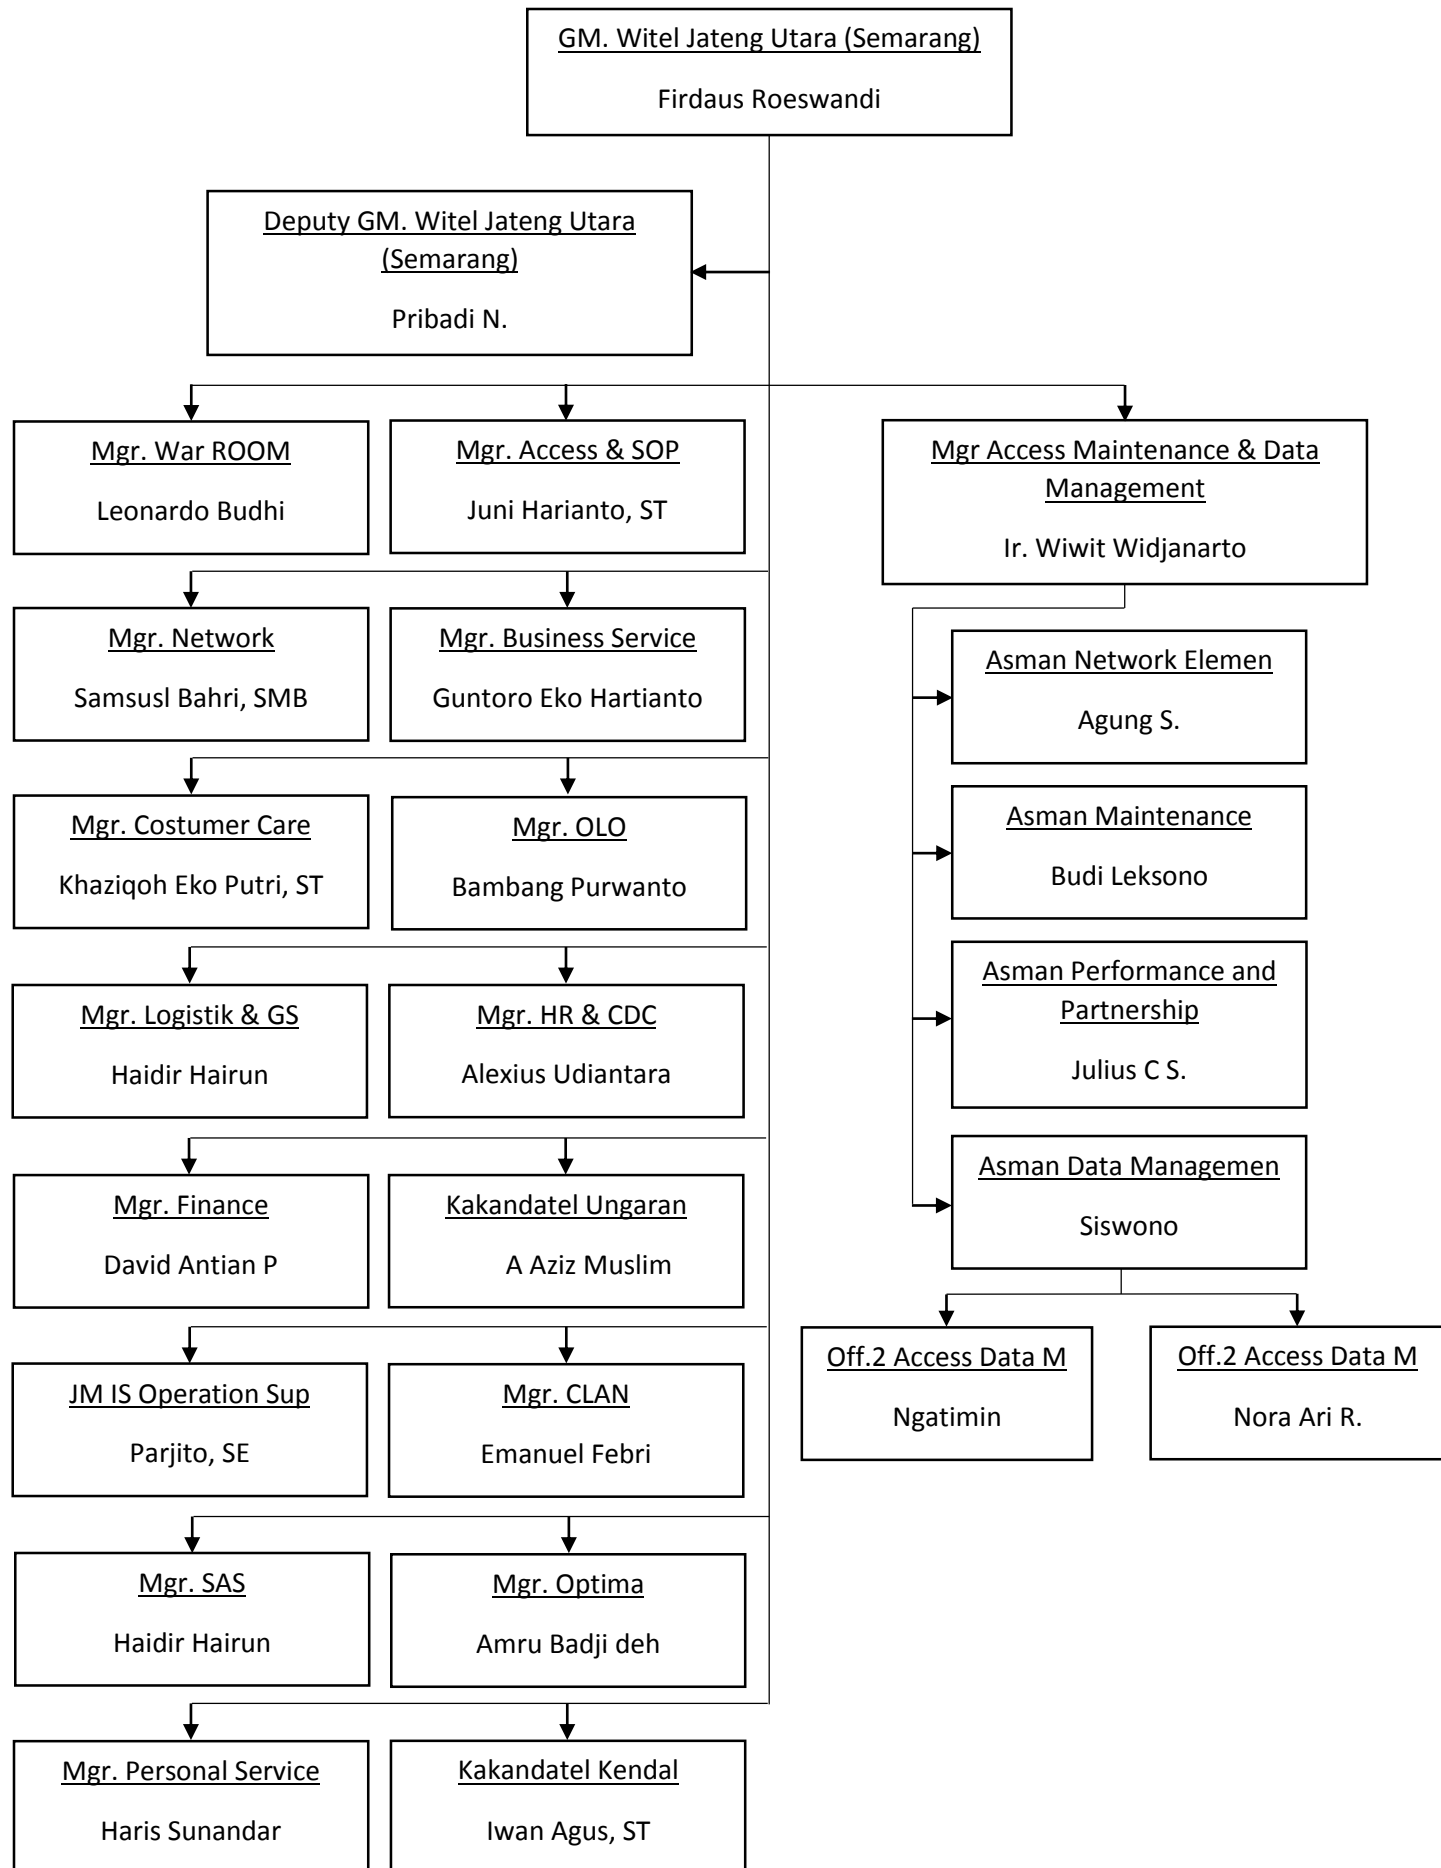 GM. Witel Jateng Utara (Semarang)
Firdaus Roeswandi
Deputy GM. Witel Jateng Utara
(Semarang)
Pribadi N.
Mgr. War ROOM
Leonardo Budhi
Mgr. Access & SOP
Juni Harianto, ST
Mgr Access Maintenance & Data
Management
Ir. Wiwit Widjanarto
Mgr. Network
Samsusl Bahri, SMB
Mgr. Business Service
Guntoro Eko Hartianto
Asman Network Elemen
Agung S.
Mgr. Costumer Care
Khaziqoh Eko Putri, ST
Mgr. OLO
Bambang Purwanto
Asman Maintenance
Budi Leksono
Mgr. Logistik & GS
Haidir Hairun
Mgr. HR & CDC
Alexius Udiantara
Asman Performance and
Partnership
Julius C S.
Mgr. Finance
David Antian P
Kakandatel Ungaran
A Aziz Muslim
Asman Data Managemen
Siswono
JM IS Operation Sup
Parjito, SE
Mgr. CLAN
Emanuel Febri
Off.2 Access Data M
Ngatimin
Off.2 Access Data M
Nora Ari R.
Mgr. SAS
Haidir Hairun
Mgr. Optima
Amru Badji deh
Mgr. Personal Service
Haris Sunandar
Kakandatel Kendal
Iwan Agus, ST